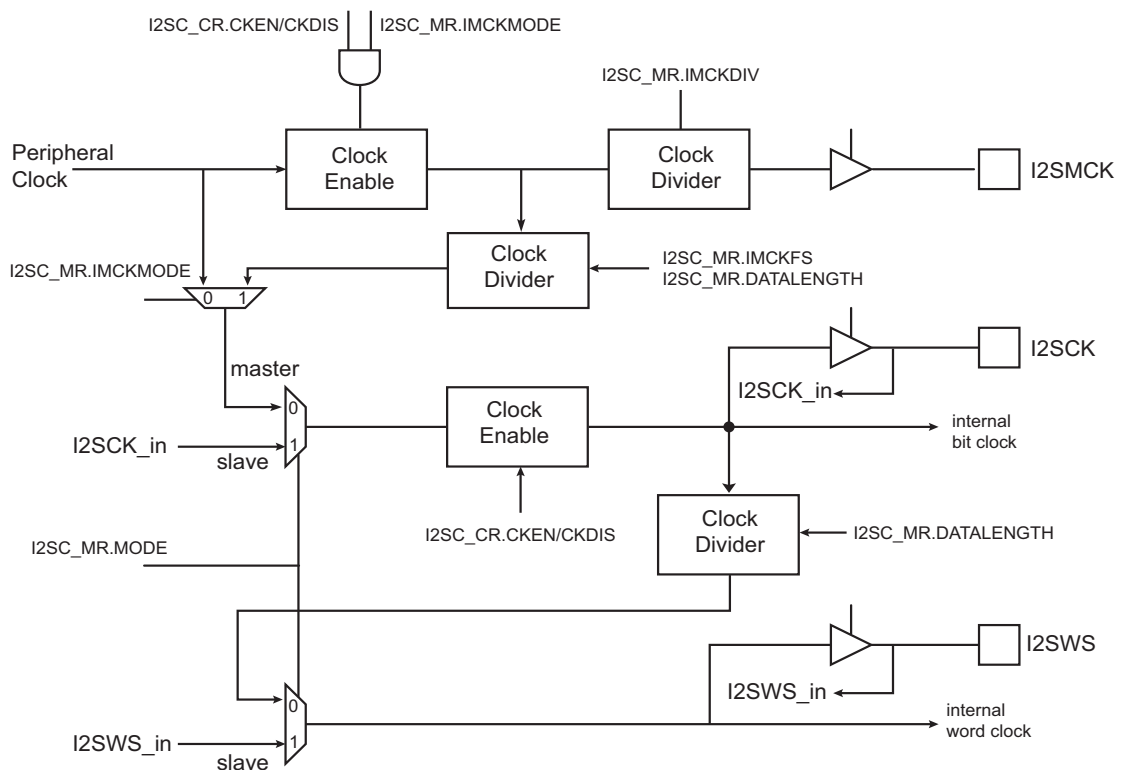 I2SC_CR.CKEN/CKDIS
I2SC_MR.IMCKMODE
I2SC_MR.IMCKDIV
Peripheral
Clock
Clock
Enable
Clock
Divider
I2SMCK
I2SC_MR.IMCKMODE
Clock
Divider
I2SC_MR.IMCKFS
I2SC_MR.DATALENGTH
0 1
master
I2SCK
I2SCK_in
0
Clock
Enable
internal
bit clock
I2SCK_in
1
slave
I2SC_CR.CKEN/CKDIS
Clock
Divider
I2SC_MR.DATALENGTH
I2SC_MR.MODE
I2SWS
I2SWS_in
0
internal
word clock
I2SWS_in
1
slave